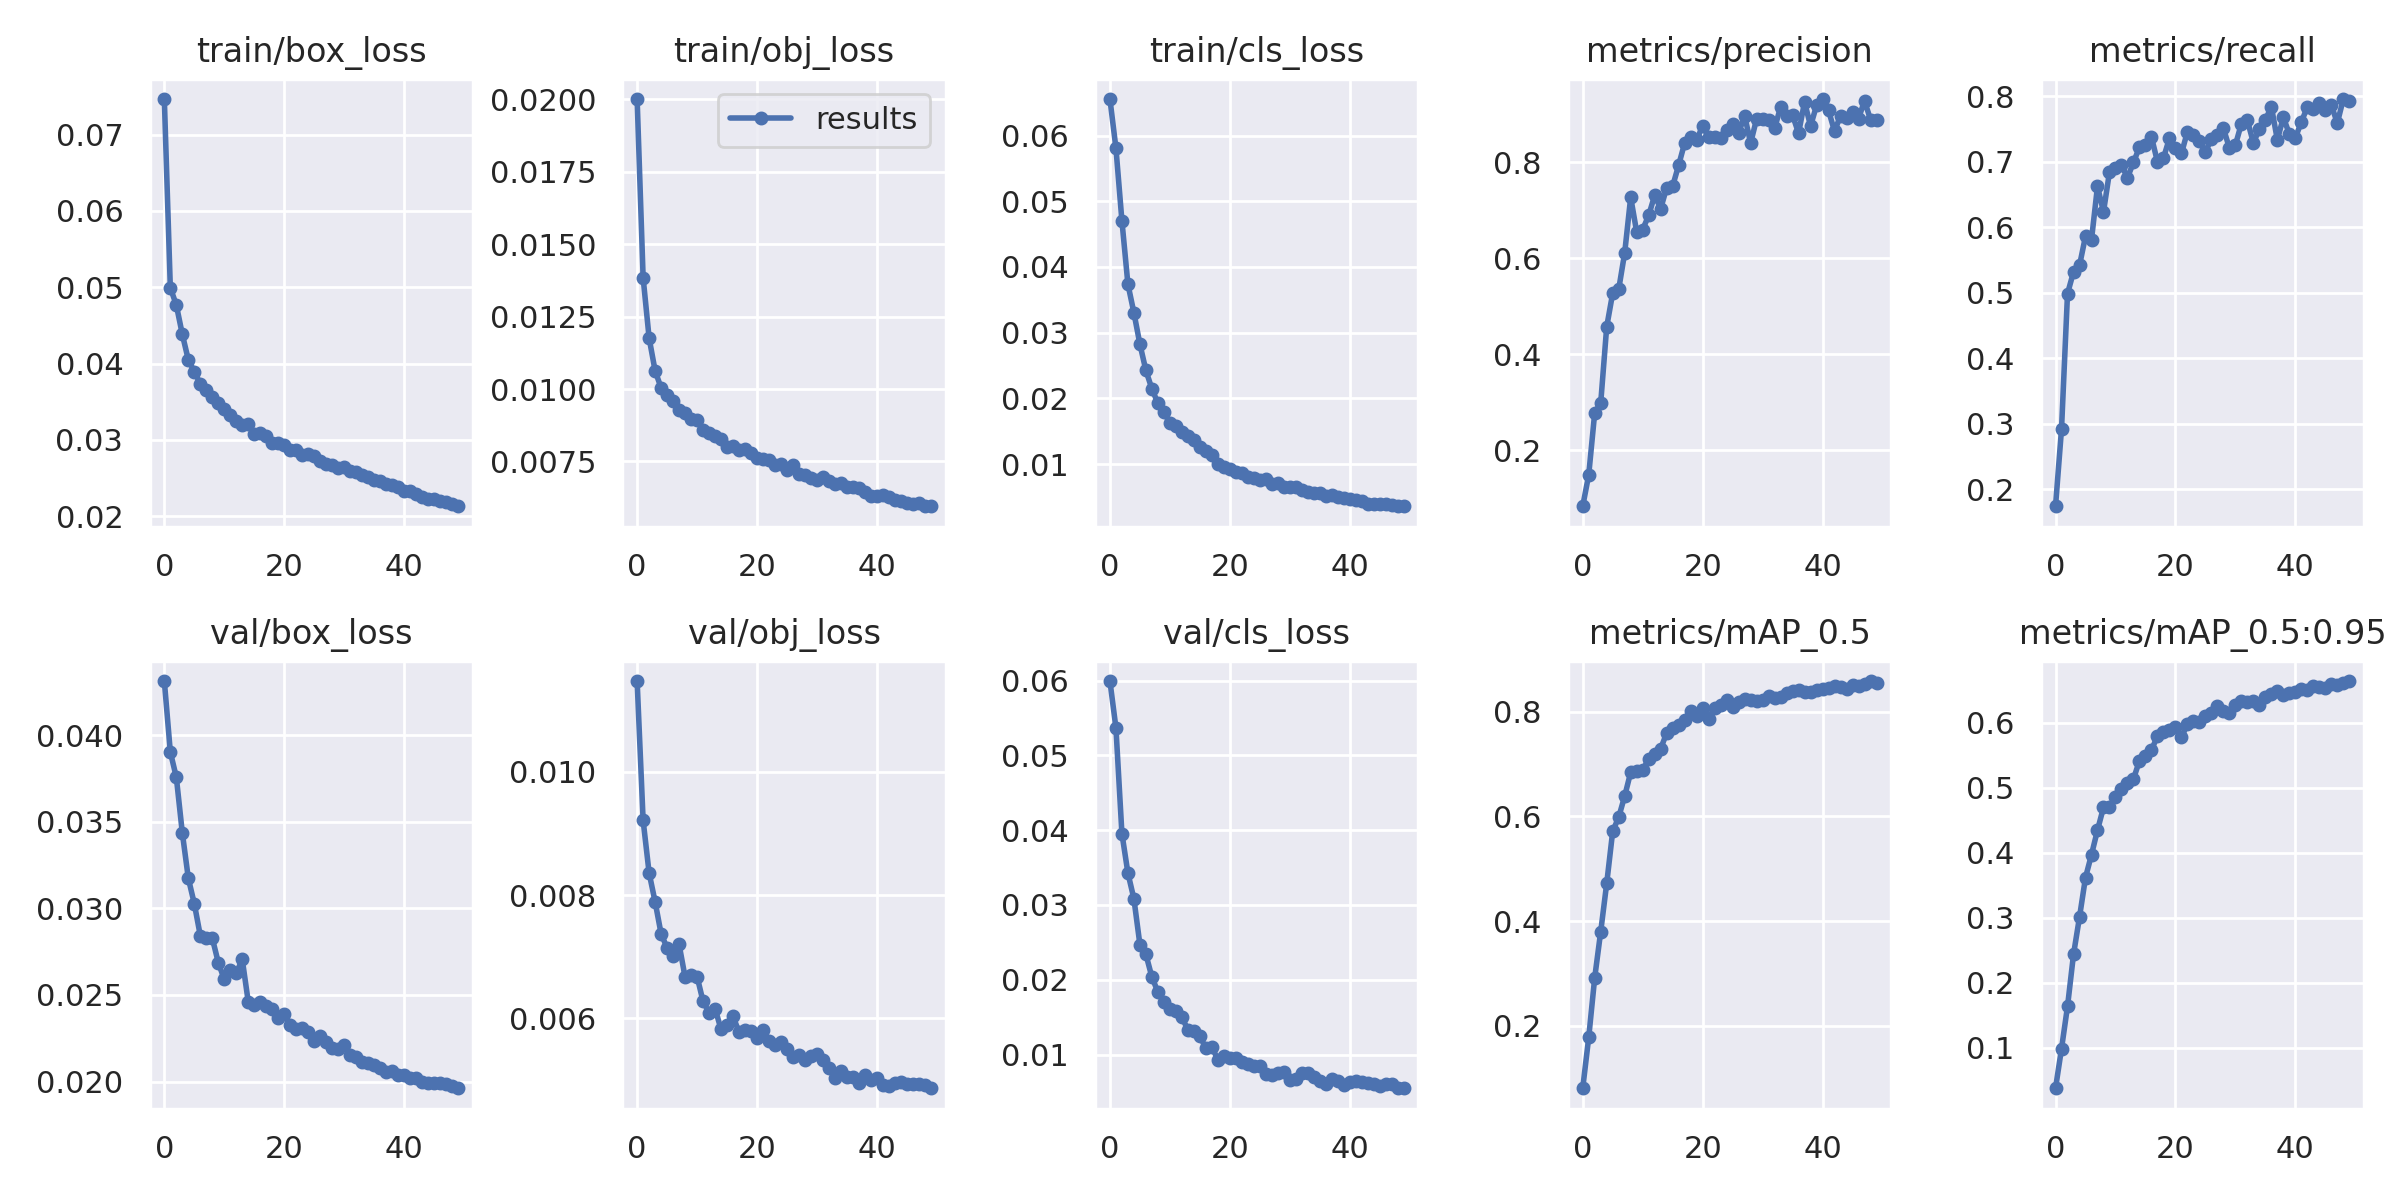 train/box_loss
0.07
0.06
0.05
0.04
0.03
0.02
0 20 40
train/obj_loss
results
0.0200
0.0175
0.0150
0.0125
0.0100
0.0075
0 20 40
train/cls_loss
0.06
0.05
0.04
0.03
0.02
0.01
0 20 40
metrics/precision
0.8
0.6
0.4
0.2
0 20 40
metrics/recall
0.8
0.7
0.6
0.5
0.4
0.3
0.2
0 20 40
val/box_loss
0.040
0.035
0.030
0.025
0.020
0 20 40
val/obj_loss
0.010
0.008
0.006
0 20 40
val/cls_loss
0.06
0.05
0.04
0.03
0.02
0.01
0 20 40
metrics/mAP_0.5
0.8
0.6
0.4
0.2
0 20 40
metrics/mAP_0.5:0.95
0.6
0.5
0.4
0.3
0.2
0.1
0 20 40